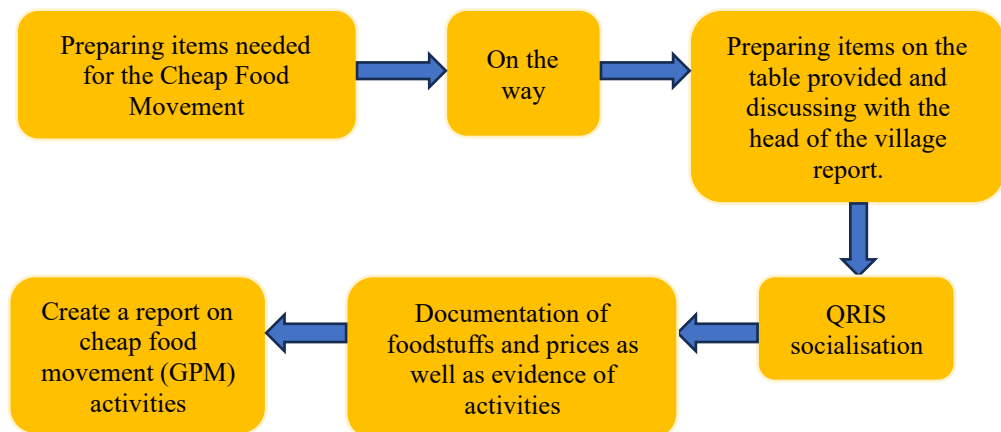 Preparing items needed
for the Cheap Food
Movement
On the
way
Preparing items on the
table provided and
discussing with the
head of the village
report.
QRIS
socialisation
Documentation of
foodstuffs and prices as
well as evidence of
activities
Create a report on
cheap food
movement (GPM)
activities